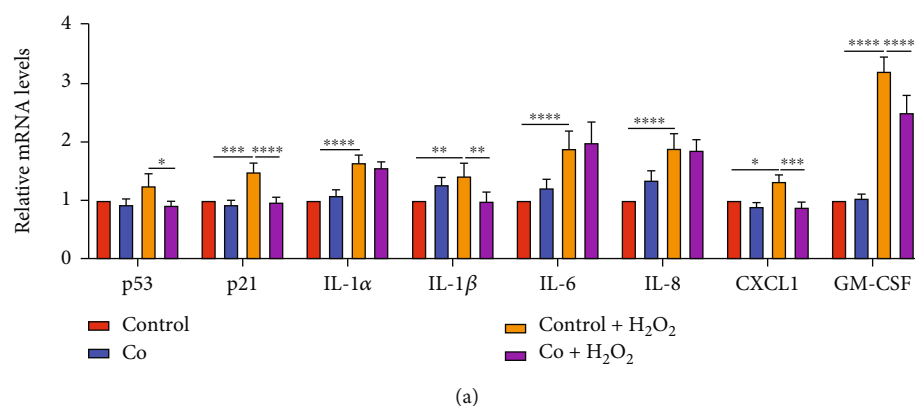 Relative mRNA levels
4
3
2
1
0
*
*** ****
****
** **
****
****
* ***
**** ****
p53 p21 IL-1α IL-1β IL-6 IL-8 CXCL1 GM-CSF
Control Control + H₂O₂
Co Co + H₂O₂
(a)